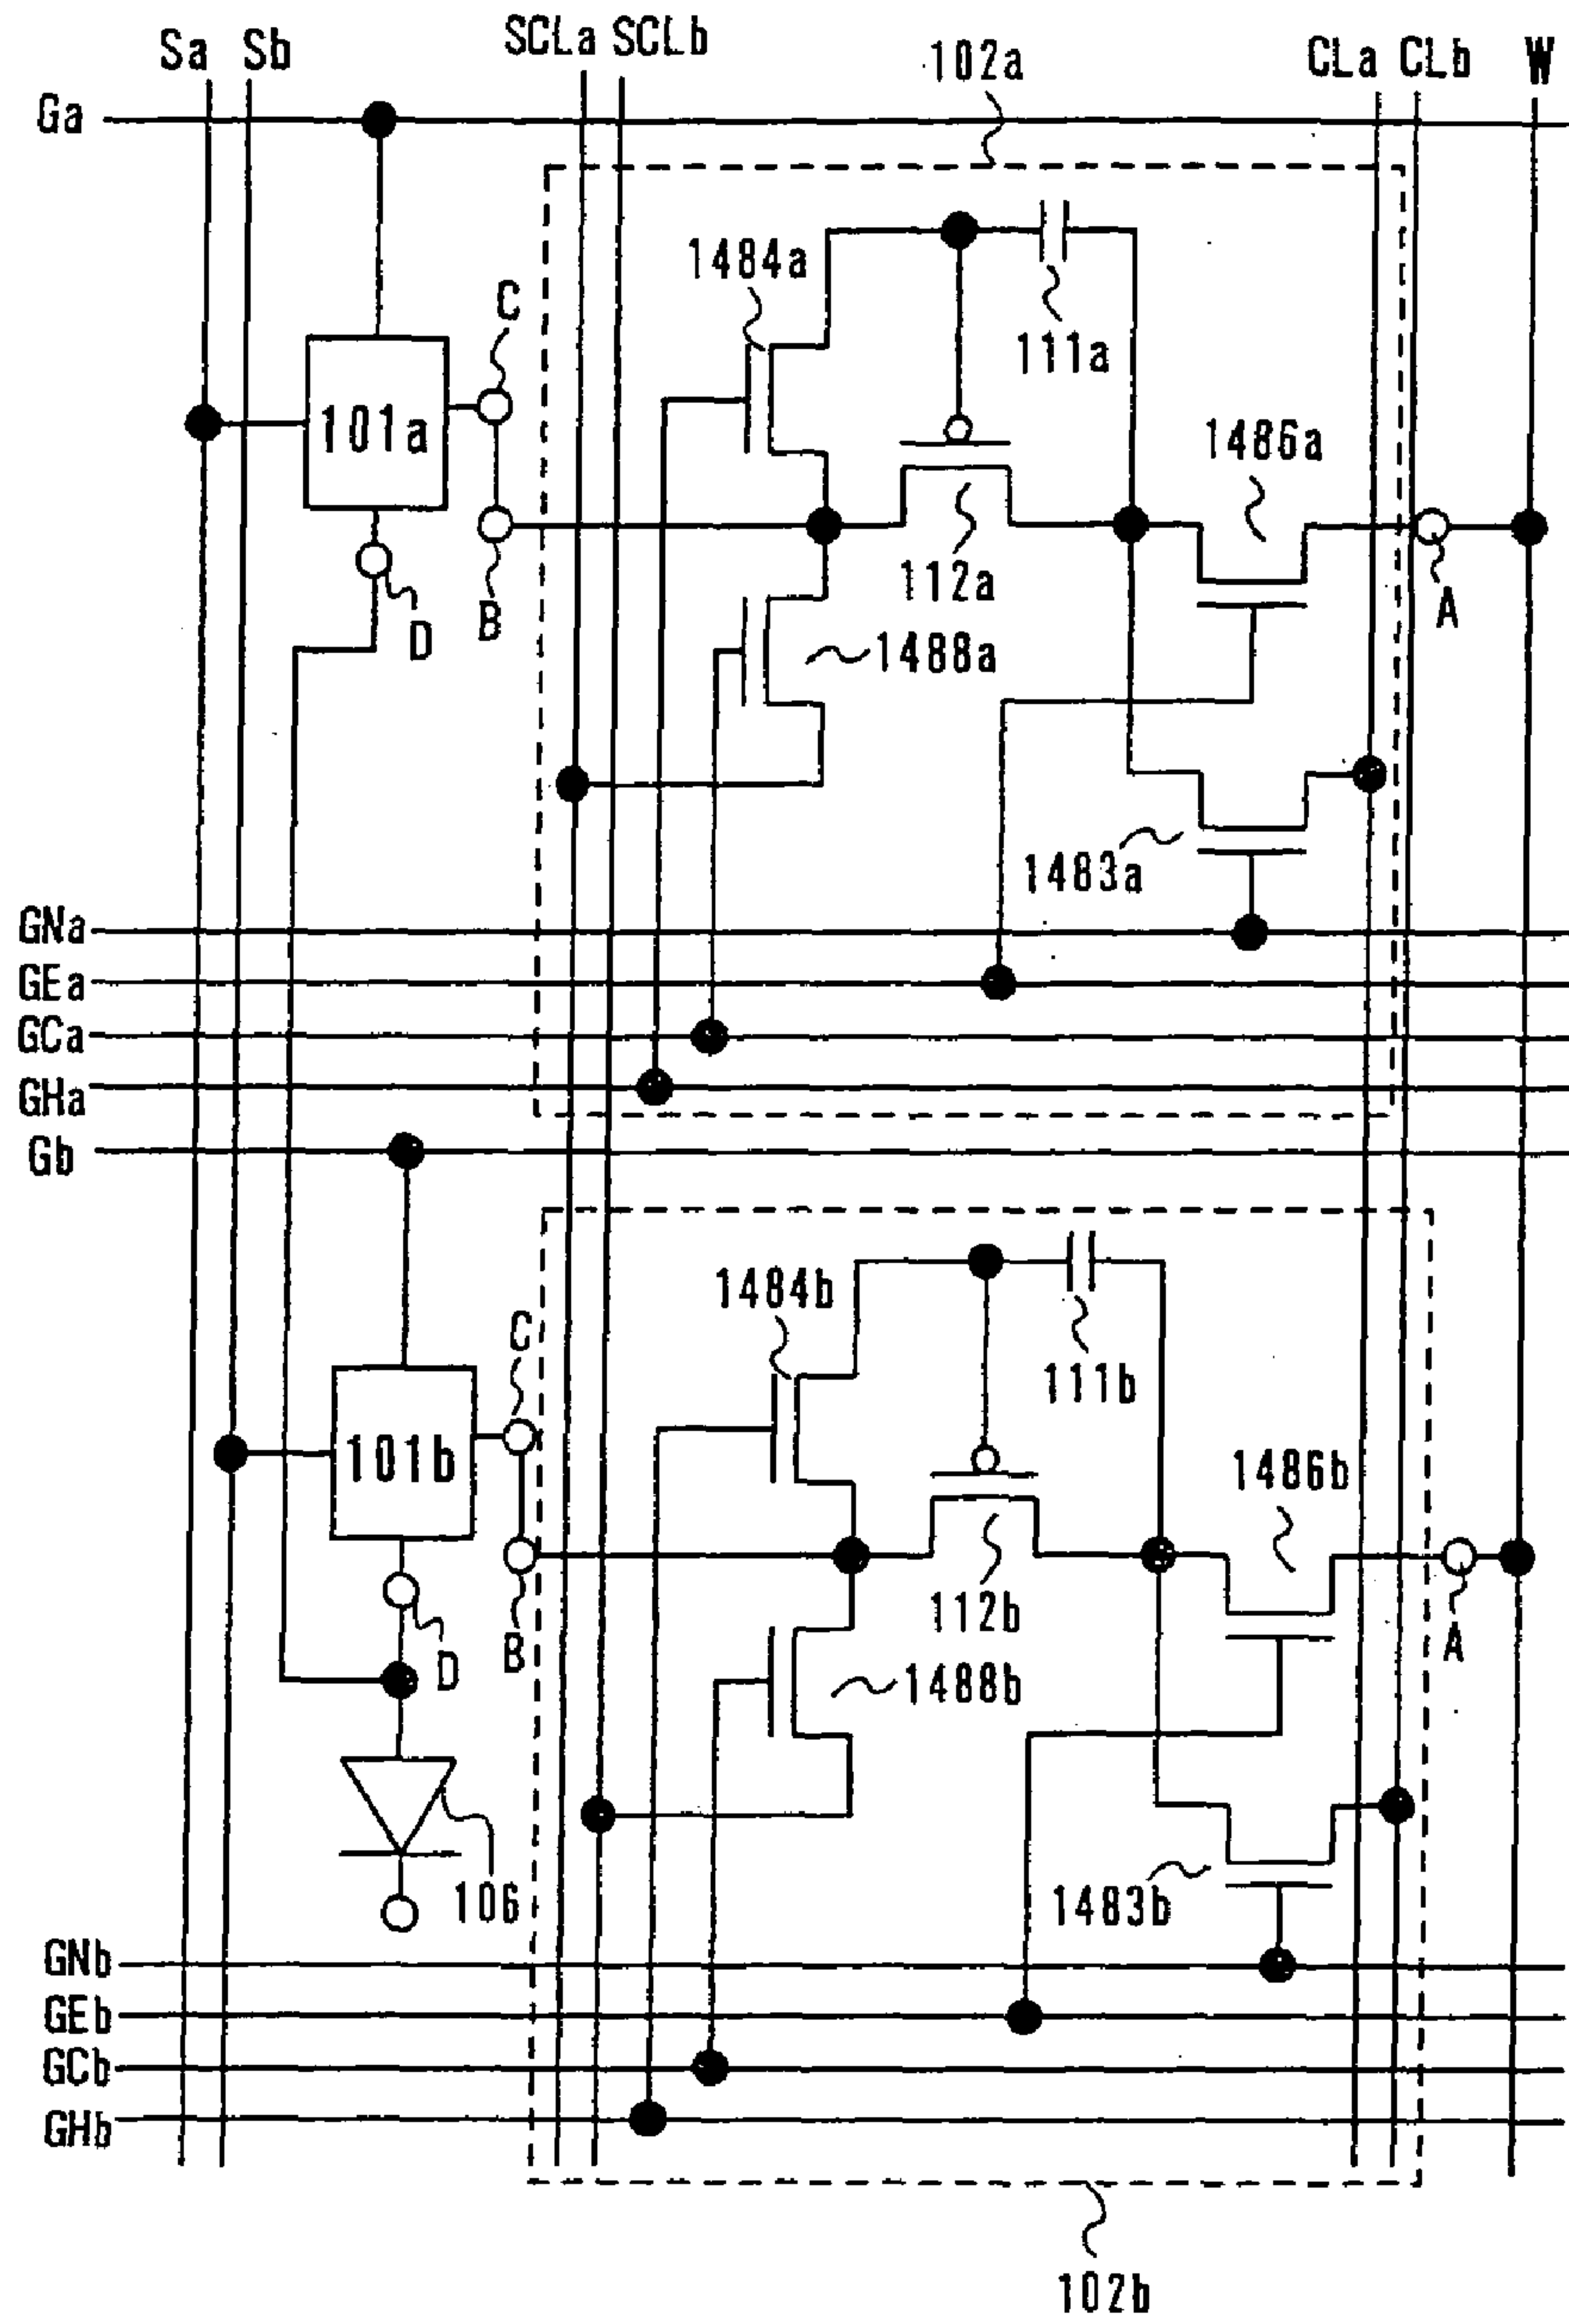 Sa Sb SCLa SCLb 102a CLa CLb W
Ga
1484a
C
111a
101a
1486a
112a
B
A
D
1488a
1483a
GNa
GEa
GCa
GHa
Gb
1484b
C
111b
101b
1486b
112b
B
D
A
1488b
106
1483b
GNb
GEb
GCb
GHb
102b